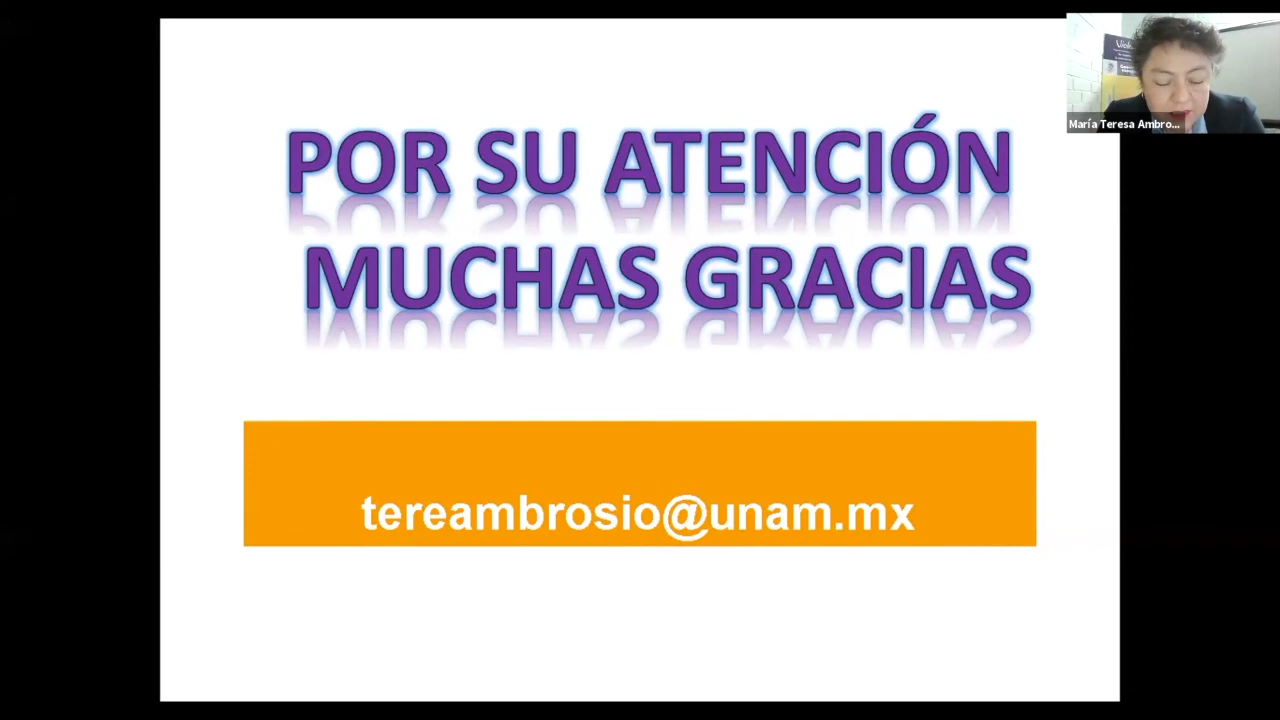 María Teresa Ambro...
POR SU ATENCIÓN
MUCHAS GRACIAS
tereambrosio@unam.mx